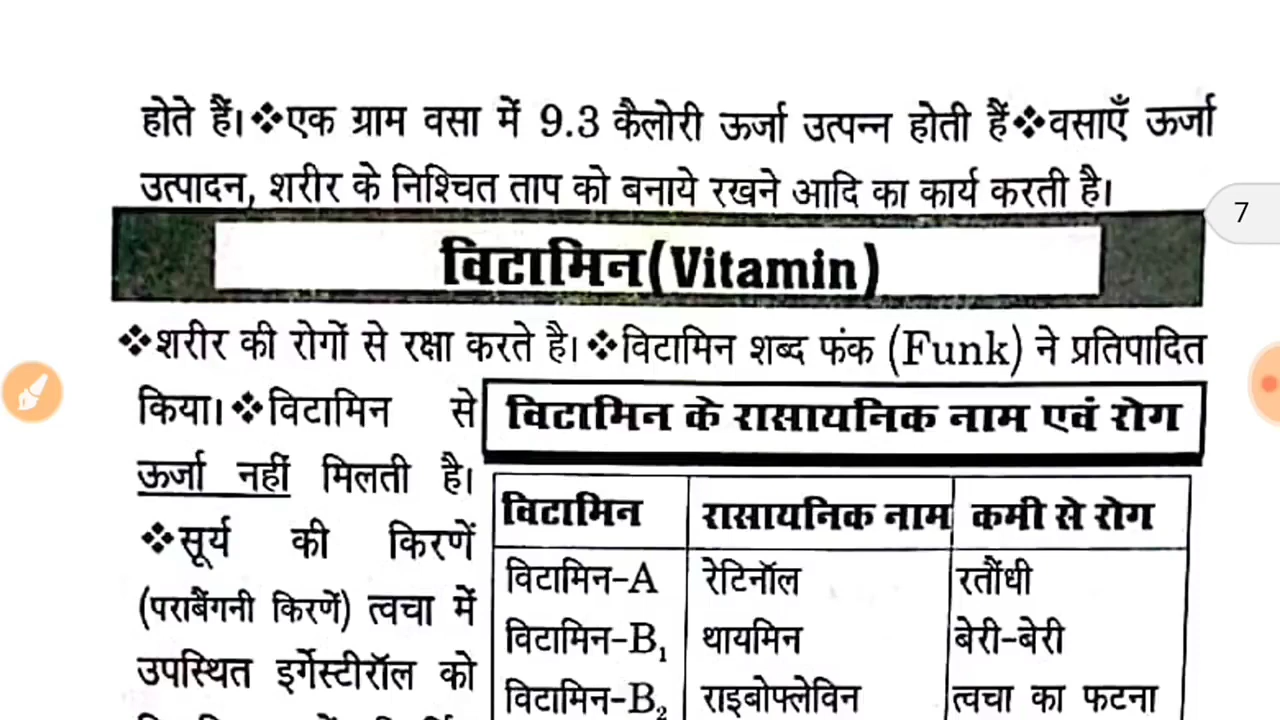 होते हैं।❖एक ग्राम वसा में 9.3 कैलोरी ऊर्जा उत्पन्न होती हैं❖वसाएँ ऊर्जा
उत्पादन, शरीर के निश्चित ताप को बनाये रखने आदि का कार्य करती है।
7
विटामिन(Vitamin)
❖शरीर की रोगों से रक्षा करते है।❖विटामिन शब्द फंक (Funk) ने प्रतिपादित
किया।❖विटामिन से
ऊर्जा नहीं मिलती है।
❖सूर्य की किरणें
(पराबैंगनी किरणें) त्वचा में
उपस्थित इर्गेस्टीरॉल को
विटामिन के रासायनिक नाम एवं रोग
विटामिन रासायनिक नाम कमी से रोग
विटामिन-A रेटिनॉल रतौंधी
विटामिन-B₁ थायमिन बेरी-बेरी
विटामिन-B₂ राइबोफ्लेविन त्वचा का फटना